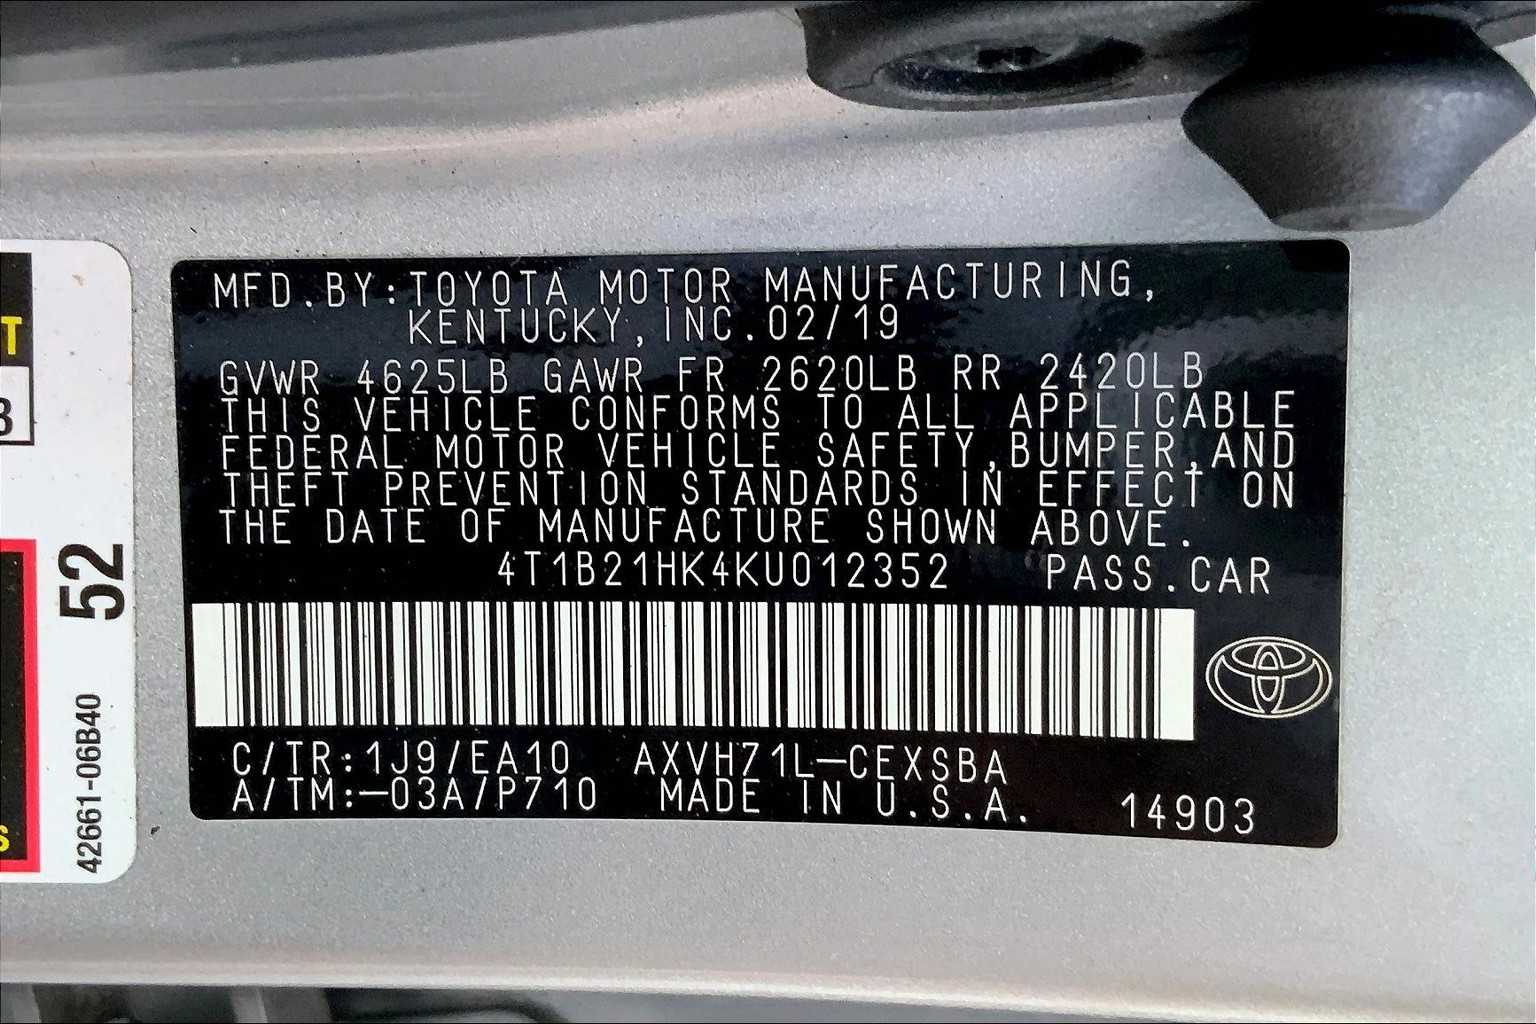 MFD.BY:TOYOTA MOTOR MANUFACTURING,
KENTUCKY,INC.02/19
GVWR 4625LB GAWR FR 2620LB RR 2420LB
THIS VEHICLE CONFORMS TO ALL APPLICABLE
FEDERAL MOTOR VEHICLE SAFETY,BUMPER,AND
THEFT PREVENTION STANDARDS IN EFFECT ON
THE DATE OF MANUFACTURE SHOWN ABOVE.
4T1B21HK4KU012352 PASS.CAR
C/TR:1J9/EA10 AXVH71L-CEXSBA
A/TM:-03A/P710 MADE IN U.S.A. 14903
T
3
52
42661-06B40
s